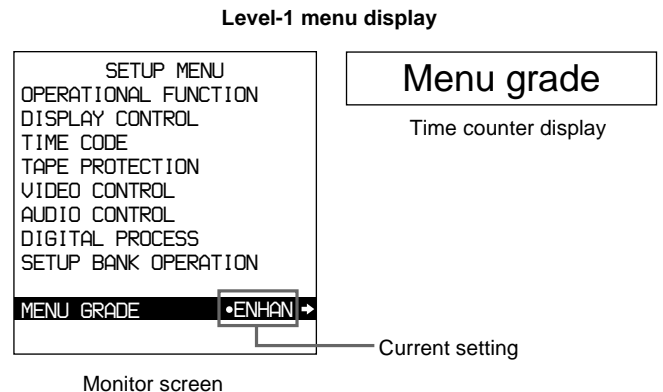 Level-1 menu display
SETUP MENU
OPERATIONAL FUNCTION
DISPLAY CONTROL
TIME CODE
TAPE PROTECTION
VIDEO CONTROL
AUDIO CONTROL
DIGITAL PROCESS
SETUP BANK OPERATION
MENU GRADE •ENHAN ➡
Monitor screen
Menu grade
Time counter display
Current setting